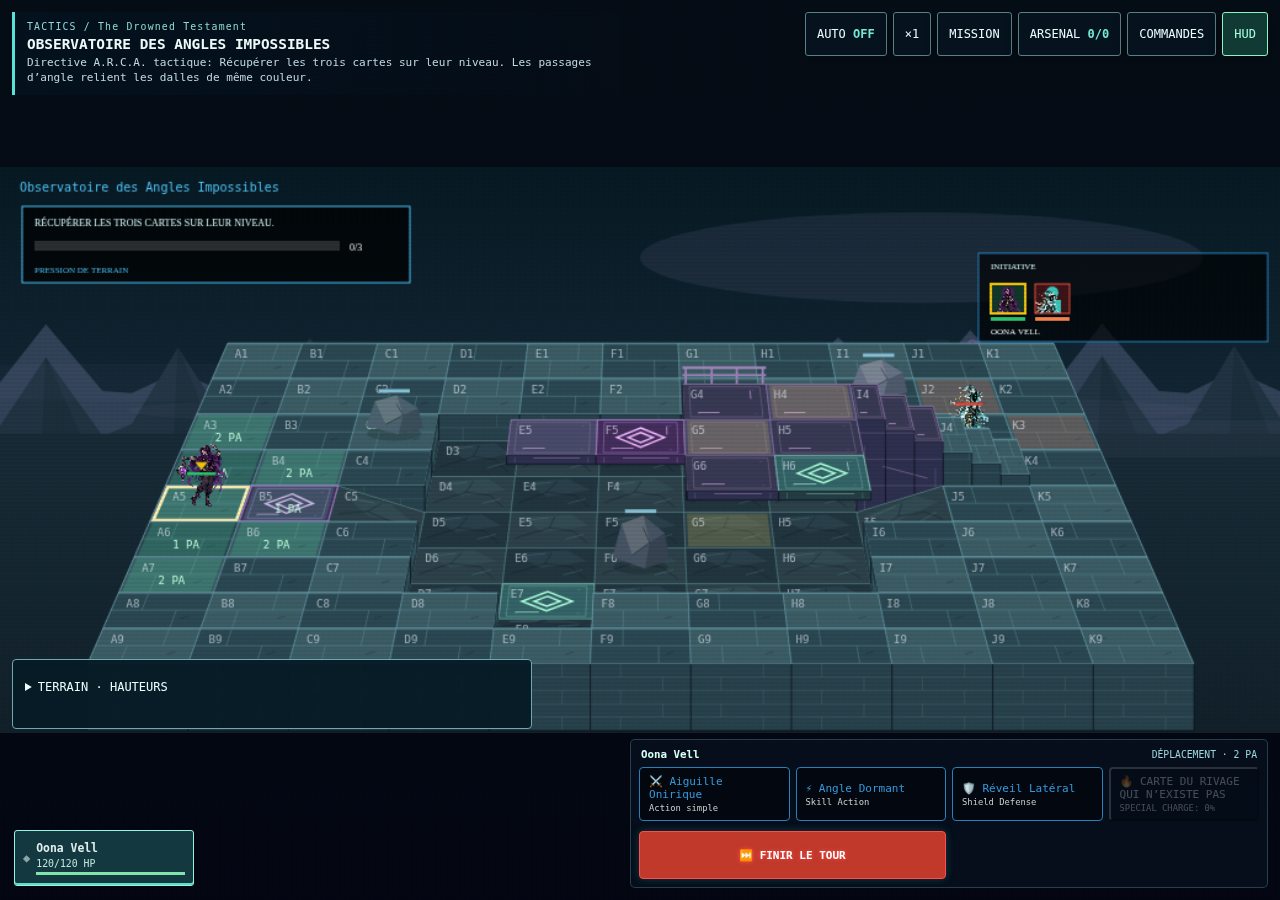 TACTICS / The Drowned Testament
OBSERVATOIRE DES ANGLES IMPOSSIBLES
Directive A.R.C.A. tactique: Récupérer les trois cartes sur leur niveau. Les passages
d’angle relient les dalles de même couleur.
AUTO OFF
×1
MISSION
ARSENAL 0/0
COMMANDES
HUD
Observatoire des Angles Impossibles
RÉCUPÉRER LES TROIS CARTES SUR LEUR NIVEAU.
0/3
PRESSION DE TERRAIN
INITIATIVE
OONA VELL
A1 B1 C1 D1 E1 F1 G1 H1 I1 J1 K1
A2 B2 D2 E2 F2 J2 K2
G4 H4 I4
A3 B3 K3
2 PA
E5 F5 G5 H5 J4
D3
B4 C4 K4
2 PA
G6 H6
D4 E4 F4
A5 B5 C5 J5 K5
1 PA
D5 E5 F5 G5 H5
A6 B6 C6 I6 J6 K6
1 PA 2 PA
D6 E6 G6 H6
A7 B7 C7 I7 J7 K7
2 PA
E7
A8 B8 C8 D8 F8 G8 H8 I8 J8 K8
A9 B9 C9 D9 E9 F9 G9 H9 I9 J9 K9
TERRAIN · HAUTEURS
Oona Vell
DÉPLACEMENT · 2 PA
Aiguille
Onirique
Action simple
Angle Dormant
Skill Action
Réveil Latéral
Shield Defense
CARTE DU RIVAGE
QUI N’EXISTE PAS
SPECIAL CHARGE: 0%
FINIR LE TOUR
Oona Vell
120/120 HP